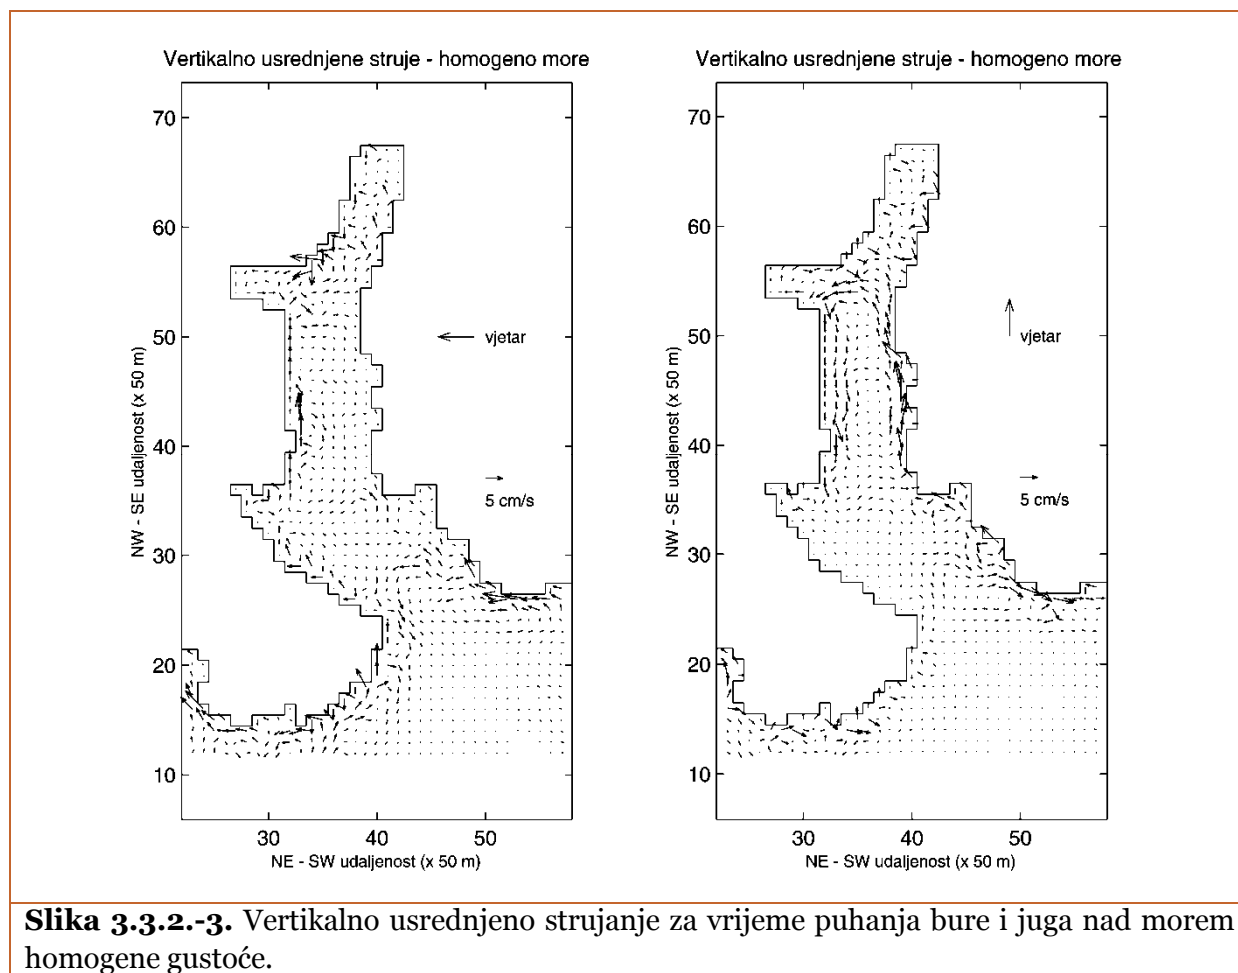 Vertikalno usrednjene struje - homogeno more
70
60
50
40
30
20
10
NW - SE udaljenost (x 50 m)
vjetar
5 cm/s
30
40
50
NE - SW udaljenost (x 50 m)
Vertikalno usrednjene struje - homogeno more
70
60
50
40
30
20
10
NW - SE udaljenost (x 50 m)
vjetar
5 cm/s
30
40
50
NE - SW udaljenost (x 50 m)
Slika 3.3.2.-3. Vertikalno usrednjeno strujanje za vrijeme puhanja bure i juga nad morem
homogene gustoće.